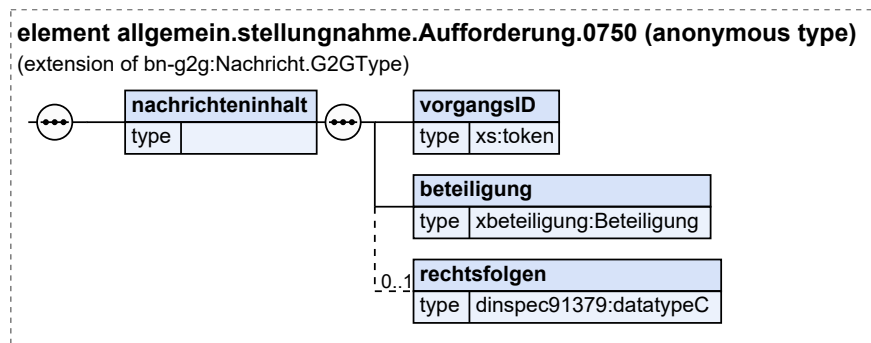 element allgemein.stellungnahme.Aufforderung.0750 (anonymous type)
(extension of bn-g2g:Nachricht.G2GType)
nachrichteninhalt
type
vorgangsID
type xs:token
beteiligung
type xbeteiligung:Beteiligung
0..1
rechtsfolgen
type dinspec91379:datatypeC